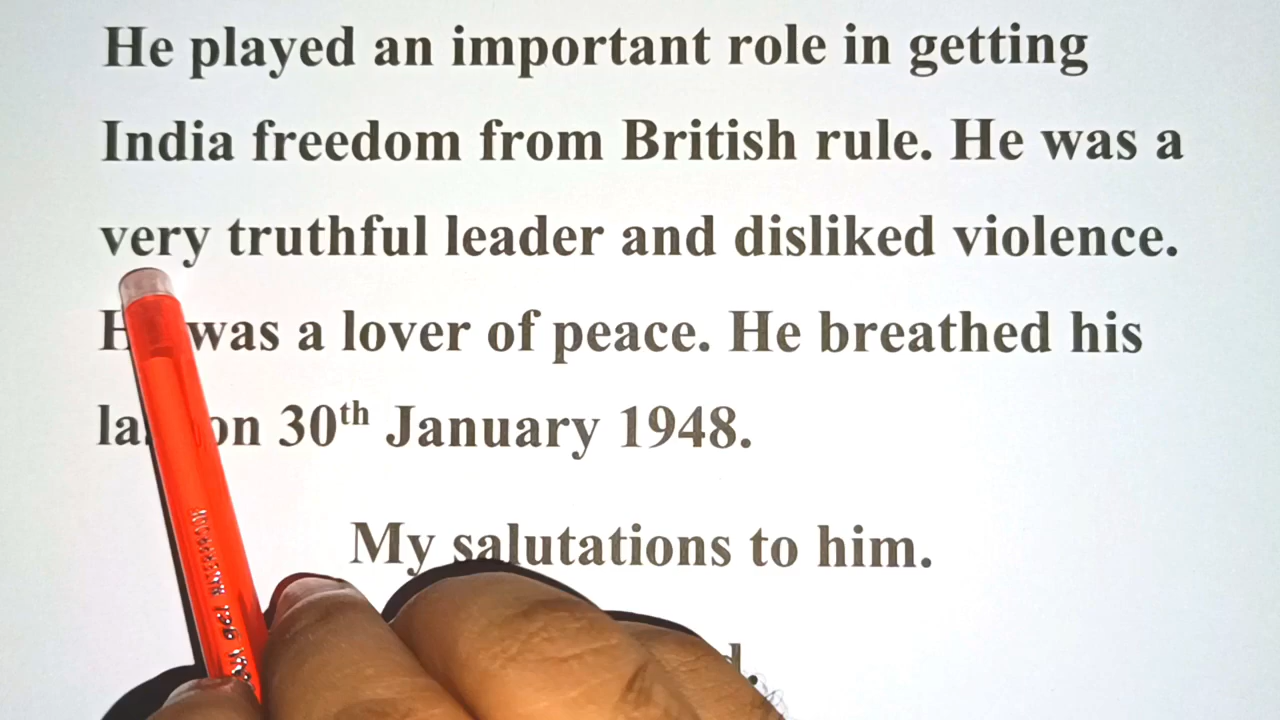 He played an important role in getting
India freedom from British rule. He was a
very truthful leader and disliked violence.
was a lover of peace. He breathed his
on 30th January 1948.
My salutations to him.